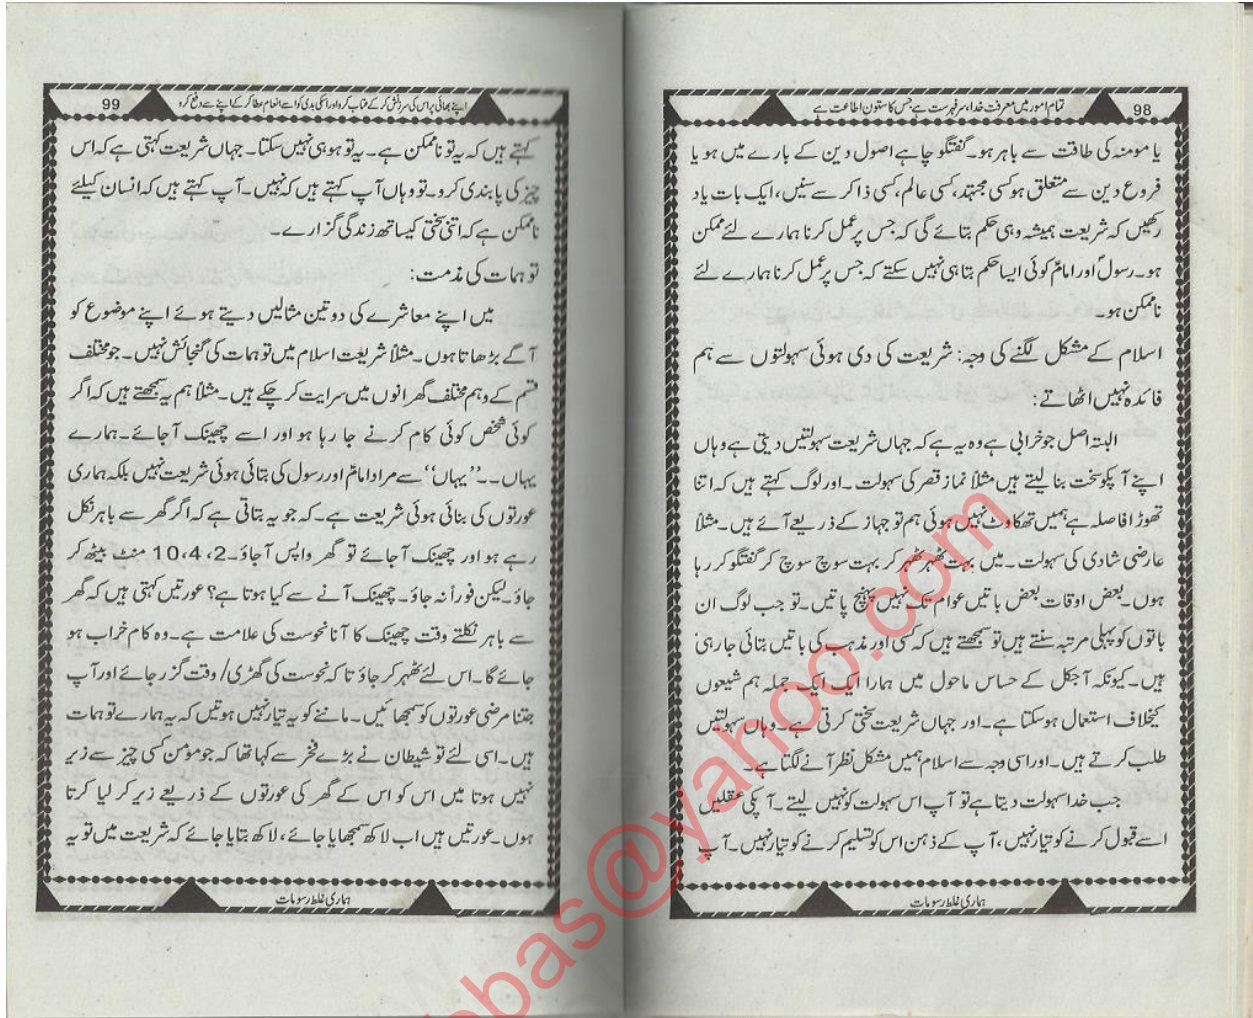 98
تمام امور میں معرفت خدا، سرفہرست ہے جس کا ستون اطاعت ہے
یا مومنہ کی طاقت سے باہر ہو۔ گفتگو چاہے اصول دین کے بارے میں ہو یا
فروع دین سے متعلق ہو کسی مجتہد، کسی عالم، کسی ذاکر سے سنیں، ایک بات یاد
رکھیں کہ شریعت ہمیشہ وہی حکم بتائے گی کہ جس پر عمل کرنا ہمارے لئے ممکن
ہو۔ رسولؐ اور امامؑ کوئی ایسا حکم بتا ہی نہیں سکتے کہ جس پر عمل کرنا ہمارے لئے
ناممکن ہو۔
اسلام کے مشکل لگنے کی وجہ: شریعت کی دی ہوئی سہولتوں سے ہم
فائدہ نہیں اٹھاتے:
البتہ اصل جو خرابی ہے وہ یہ ہے کہ جہاں شریعت سہولتیں دیتی ہے وہاں
اپنے آپکو سخت بنا لیتے ہیں مثلاً نماز قصر کی سہولت۔ اور لوگ کہتے ہیں کہ اتنا
تھوڑا فاصلہ ہے ہمیں تھکاوٹ نہیں ہوئی ہم تو جہاز کے ذریعے آئے ہیں۔ مثلاً
عارضی شادی کی سہولت۔ میں بہت ٹھہر ٹھہر کر بہت سوچ سوچ کر گفتگو کر رہا
ہوں۔ بعض اوقات بعض باتیں عوام تک نہیں پہنچ پاتیں۔ تو جب لوگ ان
باتوں کو پہلی مرتبہ سنتے ہیں تو سمجھتے ہیں کہ کسی اور مذہب کی باتیں بتائی جا رہی
ہیں۔ کیونکہ آجکل کے حساس ماحول میں ہمارا ایک ایک جملہ ہم شیعوں
کیخلاف استعمال ہو سکتا ہے۔ اور جہاں شریعت سختی کرتی ہے۔ وہاں سہولتیں
طلب کرتے ہیں۔ اور اسی وجہ سے اسلام ہمیں مشکل نظر آنے لگتا ہے۔
جب خدا سہولت دیتا ہے تو آپ اس سہولت کو نہیں لیتے۔ آپکی عقلیں
اسے قبول کرنے کو تیار نہیں، آپ کے ذہن اس کو تسلیم کرنے کو تیار نہیں۔ آپ
ہماری غلط رسومات
99
اپنے بھائی پر اس کی سرزنش کر کے عتاب کرو اور اسکی بدی کو اسے انعام عطا کر کے اپنے سے دفع کرو
کہتے ہیں کہ یہ تو ناممکن ہے۔ یہ تو ہو ہی نہیں سکتا۔ جہاں شریعت کہتی ہے کہ اس
چیز کی پابندی کرو۔ تو وہاں آپ کہتے ہیں کہ نہیں۔ آپ کہتے ہیں کہ انسان کیلئے
ناممکن ہے کہ اتنی سختی کیساتھ زندگی گزارے۔
توہمات کی مذمت:
میں اپنے معاشرے کی دو تین مثالیں دیتے ہوئے اپنے موضوع کو
آگے بڑھاتا ہوں۔ مثلاً شریعت اسلام میں توہمات کی گنجائش نہیں۔ جو مختلف
قسم کے وہم مختلف گھرانوں میں سرایت کر چکے ہیں۔ مثلاً ہم یہ سمجھتے ہیں کہ اگر
کوئی شخص کوئی کام کرنے جا رہا ہو اور اسے چھینک آ جائے۔ ہمارے
یہاں۔۔ ”یہاں“ سے مراد امامؑ اور رسول کی بتائی ہوئی شریعت نہیں بلکہ ہماری
عورتوں کی بنائی ہوئی شریعت ہے۔ کہ جو یہ بتاتی ہے کہ اگر گھر سے باہر نکل
رہے ہو اور چھینک آ جائے تو گھر واپس آ جاؤ۔ 2، 4، 10 منٹ بیٹھ کر
جاؤ۔ لیکن فوراً نہ جاؤ۔ چھینک آنے سے کیا ہوتا ہے؟ عورتیں کہتی ہیں کہ گھر
سے باہر نکلتے وقت چھینک کا آنا نحوست کی علامت ہے۔ وہ کام خراب ہو
جائے گا۔ اس لئے ٹھہر کر جاؤ تا کہ نحوست کی گھڑی/ وقت گزر جائے اور آپ
جتنا مرضی عورتوں کو سمجھائیں۔ ماننے کو یہ تیار نہیں ہوتیں کہ یہ ہمارے توہمات
ہیں۔ اسی لئے تو شیطان نے بڑے فخر سے کہا تھا کہ جو مومن کسی چیز سے زیر
نہیں ہوتا میں اس کو اس کے گھر کی عورتوں کے ذریعے زیر کر لیا کرتا
ہوں۔ عورتیں ہیں اب لاکھ سمجھایا جائے، لاکھ بتایا جائے کہ شریعت میں تو یہ
ہماری غلط رسومات
bas@yahoo.com